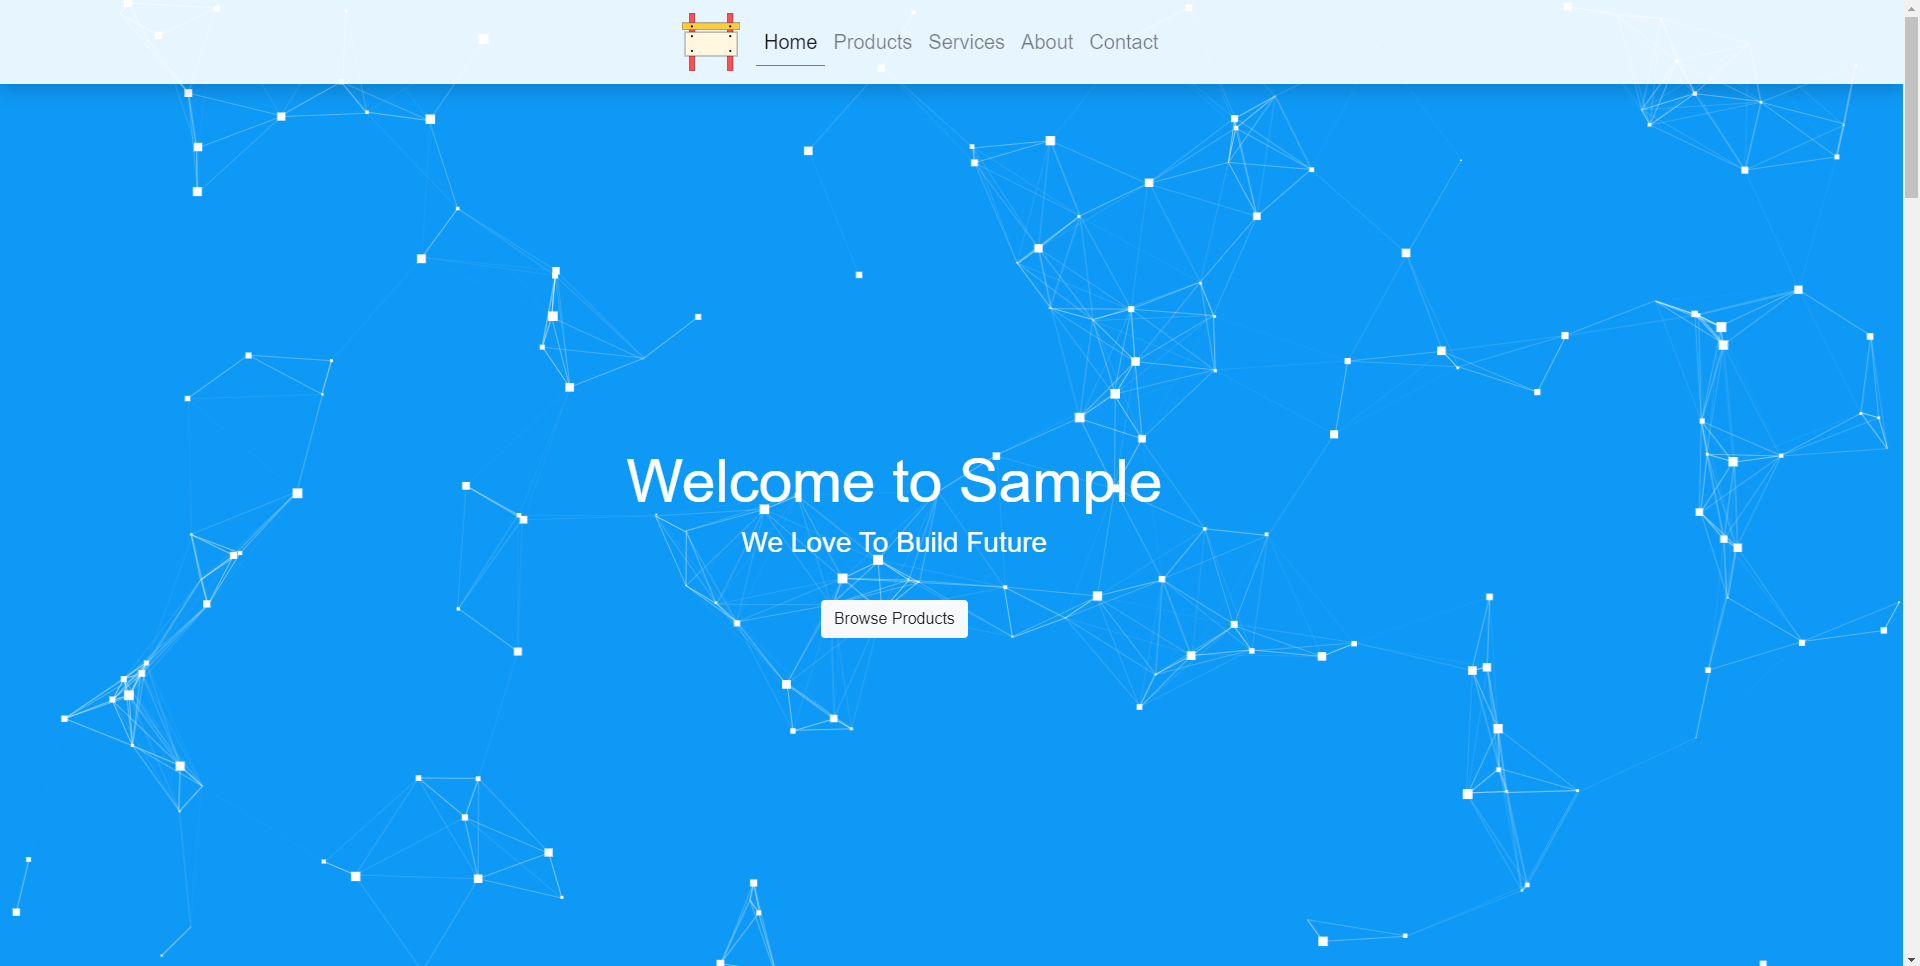 Home Products Services About Contact
Welcome to Sample
We Love To Build Future
Browse Products